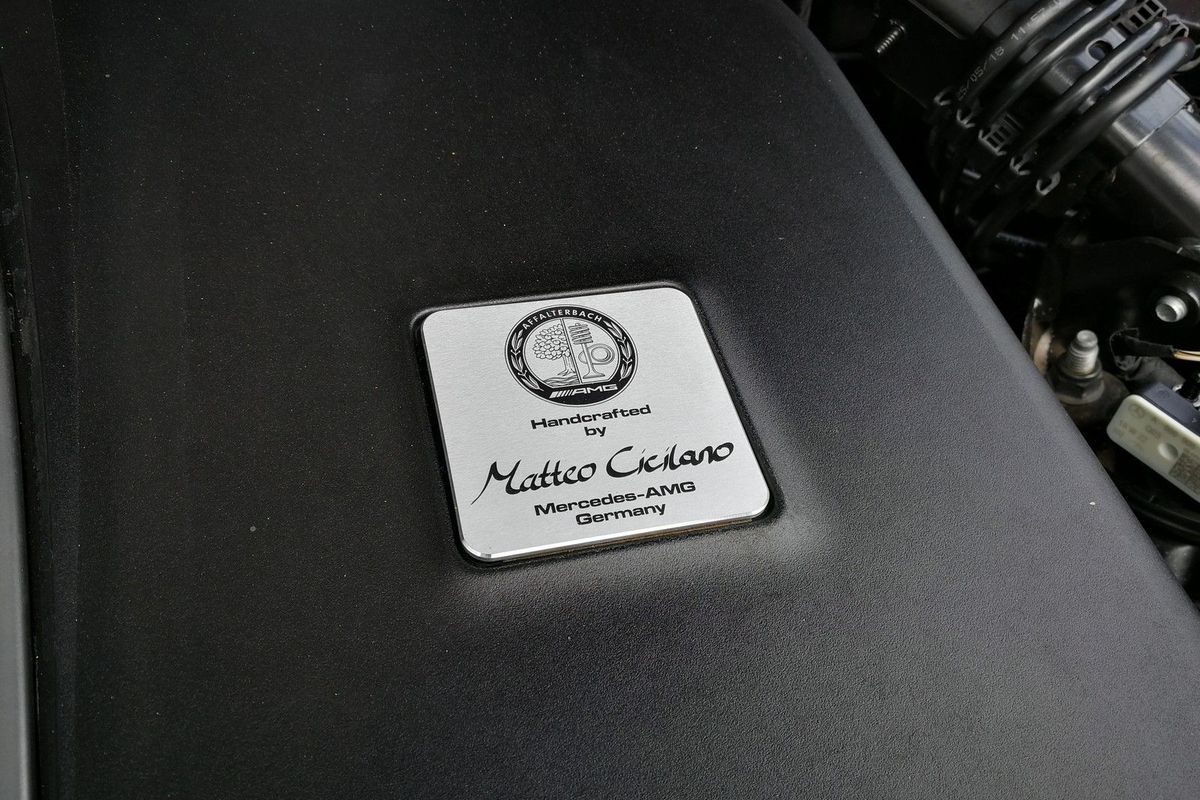 AFFALTERBACH
AMG
Handcrafted
by
Matteo Cicilano
Mercedes-AMG
Germany